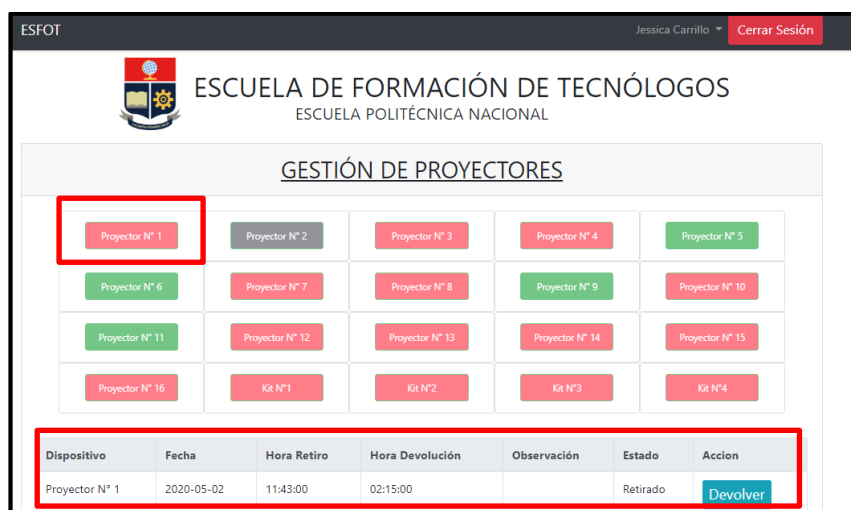 ESFOT Jessica Carrillo Cerrar Sesión
ESCUELA DE FORMACIÓN DE TECNÓLOGOS
ESCUELA POLITÉCNICA NACIONAL
GESTIÓN DE PROYECTORES
Proyector N° 1 Proyector N° 2 Proyector N° 3 Proyector N° 4 Proyector N° 5
Proyector N° 6 Proyector N° 7 Proyector N° 8 Proyector N° 9 Proyector N° 10
Proyector N° 11 Proyector N° 12 Proyector N° 13 Proyector N° 14 Proyector N° 15
Proyector N° 16 Kit N°1 Kit N°2 Kit N°3 Kit N°4
Dispositivo Fecha Hora Retiro Hora Devolución Observación Estado Accion
Proyector N° 1 2020-05-02 11:43:00 02:15:00 Retirado Devolver